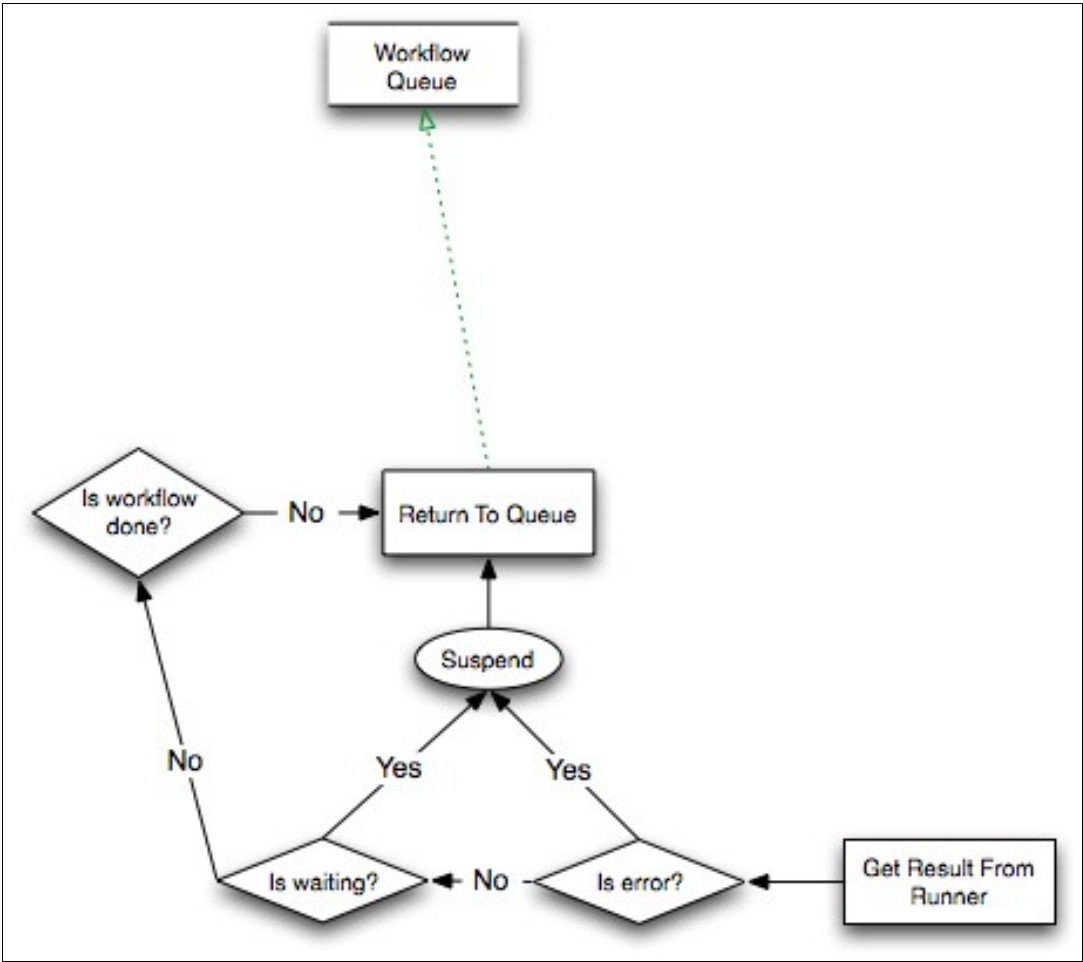 Workflow
Queue
Is workflow
done?
No
Return To Queue
Suspend
No
Yes
Yes
Is waiting?
No
Is error?
Get Result From
Runner